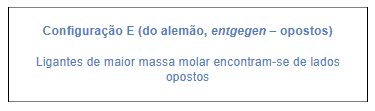 Configuração E (do alemão, entgegen – opostos)
Ligantes de maior massa molar encontram-se de lados
opostos